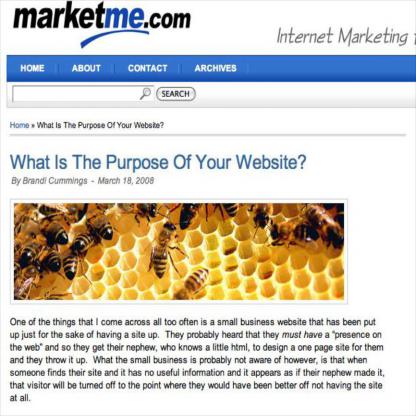 marketme.com
Internet Marketing
HOME ABOUT CONTACT ARCHIVES
SEARCH
Home » What Is The Purpose Of Your Website?
What Is The Purpose Of Your Website?
By Brandi Cummings - March 18, 2008
One of the things that I come across all too often is a small business website that has been put
up just for the sake of having a site up. They probably heard that they must have a “presence on
the web” and so they get their nephew, who knows a little html, to design a one page site for them
and they throw it up. What the small business is probably not aware of however, is that when
someone finds their site and it has no useful information and it appears as if their nephew made it,
that visitor will be turned off to the point where they would have been better off not having the site
at all.